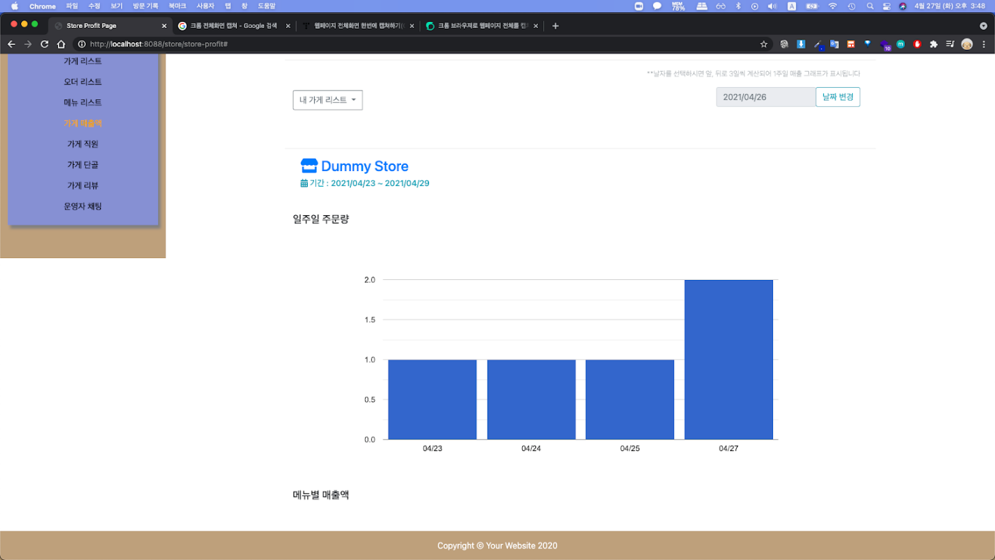 Chrome 파일 수정 보기 방문 기록 북마크 사용자 탭 창 도움말
4월 27일 (화) 오후 3:48
Store Profit Page
크롬 전체화면 캡쳐 - Google 검색
웹페이지 전체화면 한번에 캡쳐하기(
크롬 브라우저로 웹페이지 전체를 캡
http://localhost:8088/store/store-profit#
가게 리스트
오더 리스트
메뉴 리스트
가게 매출액
가게 직원
가게 단골
가게 리뷰
운영자 채팅
**날자를 선택하시면 앞, 뒤로 3일씩 계산되어 1주일 매출 그래프가 표시됩니다
내 가게 리스트
2021/04/26
날짜 변경
Dummy Store
기간 : 2021/04/23 ~ 2021/04/29
일주일 주문량
2.0
1.5
1.0
0.5
0.0
04/23 04/24 04/25 04/27
메뉴별 매출액
Copyright © Your Website 2020